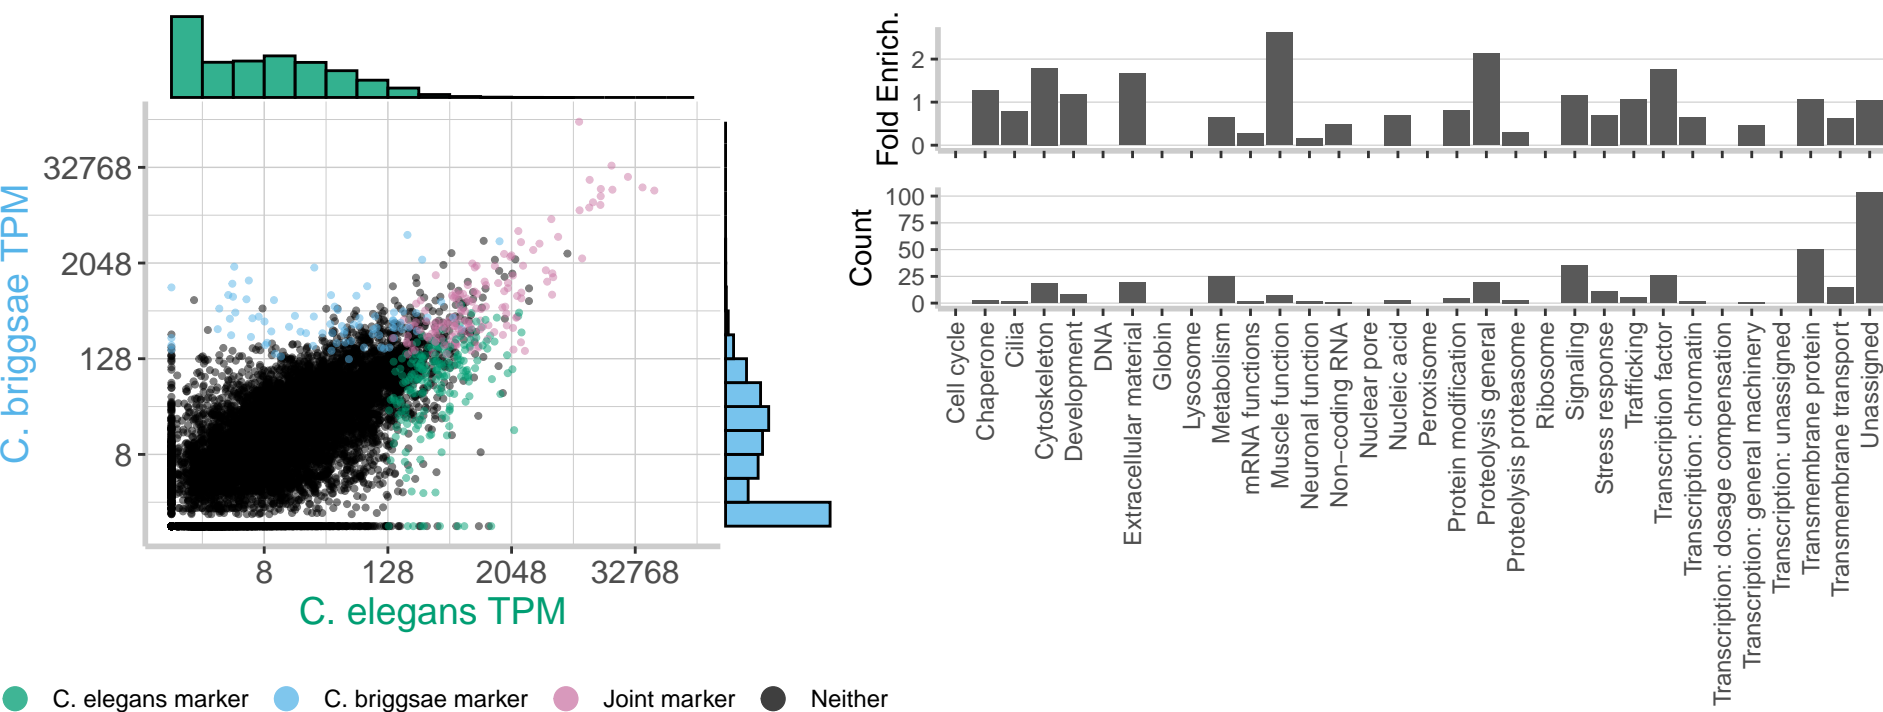 C. briggsae TPM
32768
2048
128
8
8
128
2048
32768
C. elegans TPM
C. elegans marker
C. briggsae marker
Joint marker
Neither
Fold Enrich.
2
1
0
Count
100
75
50
25
0
Cell cycle
Chaperone
Cilia
Cytoskeleton
Development
DNA
Extracellular material
Globin
Lysosome
Metabolism
mRNA functions
Muscle function
Neuronal function
Non−coding RNA
Nuclear pore
Nucleic acid
Peroxisome
Protein modification
Proteolysis general
Proteolysis proteasome
Ribosome
Signaling
Stress response
Trafficking
Transcription factor
Transcription: chromatin
Transcription: dosage compensation
Transcription: general machinery
Transcription: unassigned
Transmembrane protein
Transmembrane transport
Unassigned